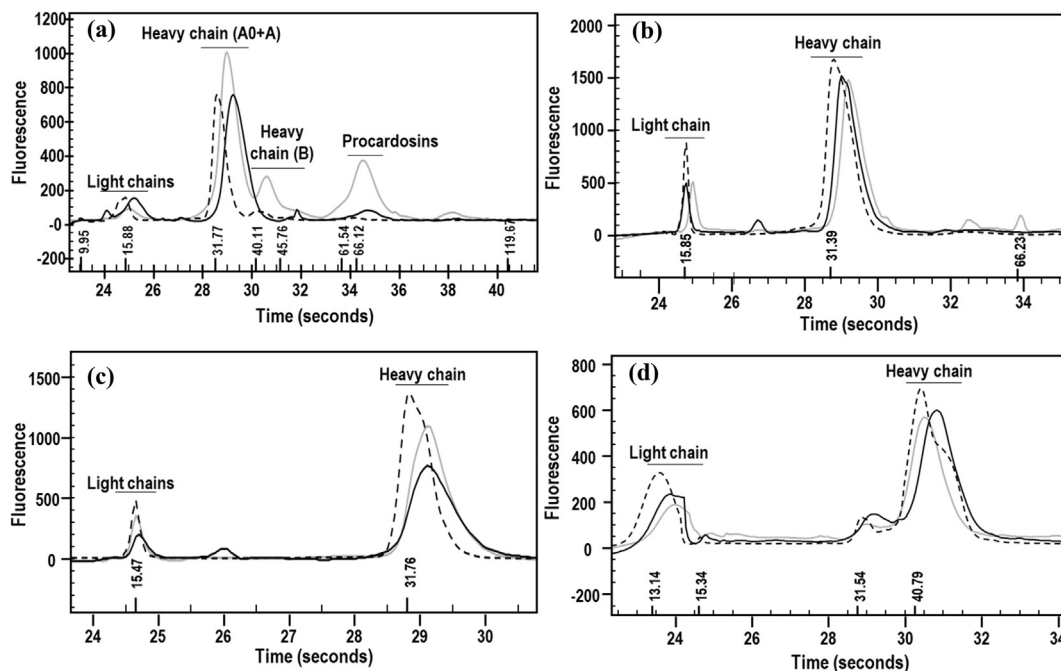 (a)
Heavy chain (A0+A)
Heavy
chain (B)
Procardosins
Light chains
Fluorescence
1200
1000
800
600
400
200
-0
-200
9.95
15.88
31.77
40.11
45.76
61.54
66.12
119.67
24 26 28 30 32 34 36 38 40
Time (seconds)
(b)
Heavy chain
Light chain
Fluorescence
2000
1500
1000
500
0
15.85
31.39
66.23
24 26 28 30 32 34
Time (seconds)
(c)
Heavy chain
Light chains
Fluorescence
1500
1000
500
0
15.47
31.76
24 25 26 27 28 29 30
Time (seconds)
(d)
Heavy chain
Light chain
Fluorescence
800
600
400
200
0
-200
13.14
15.34
31.54
40.79
24 26 28 30 32 34
Time (seconds)